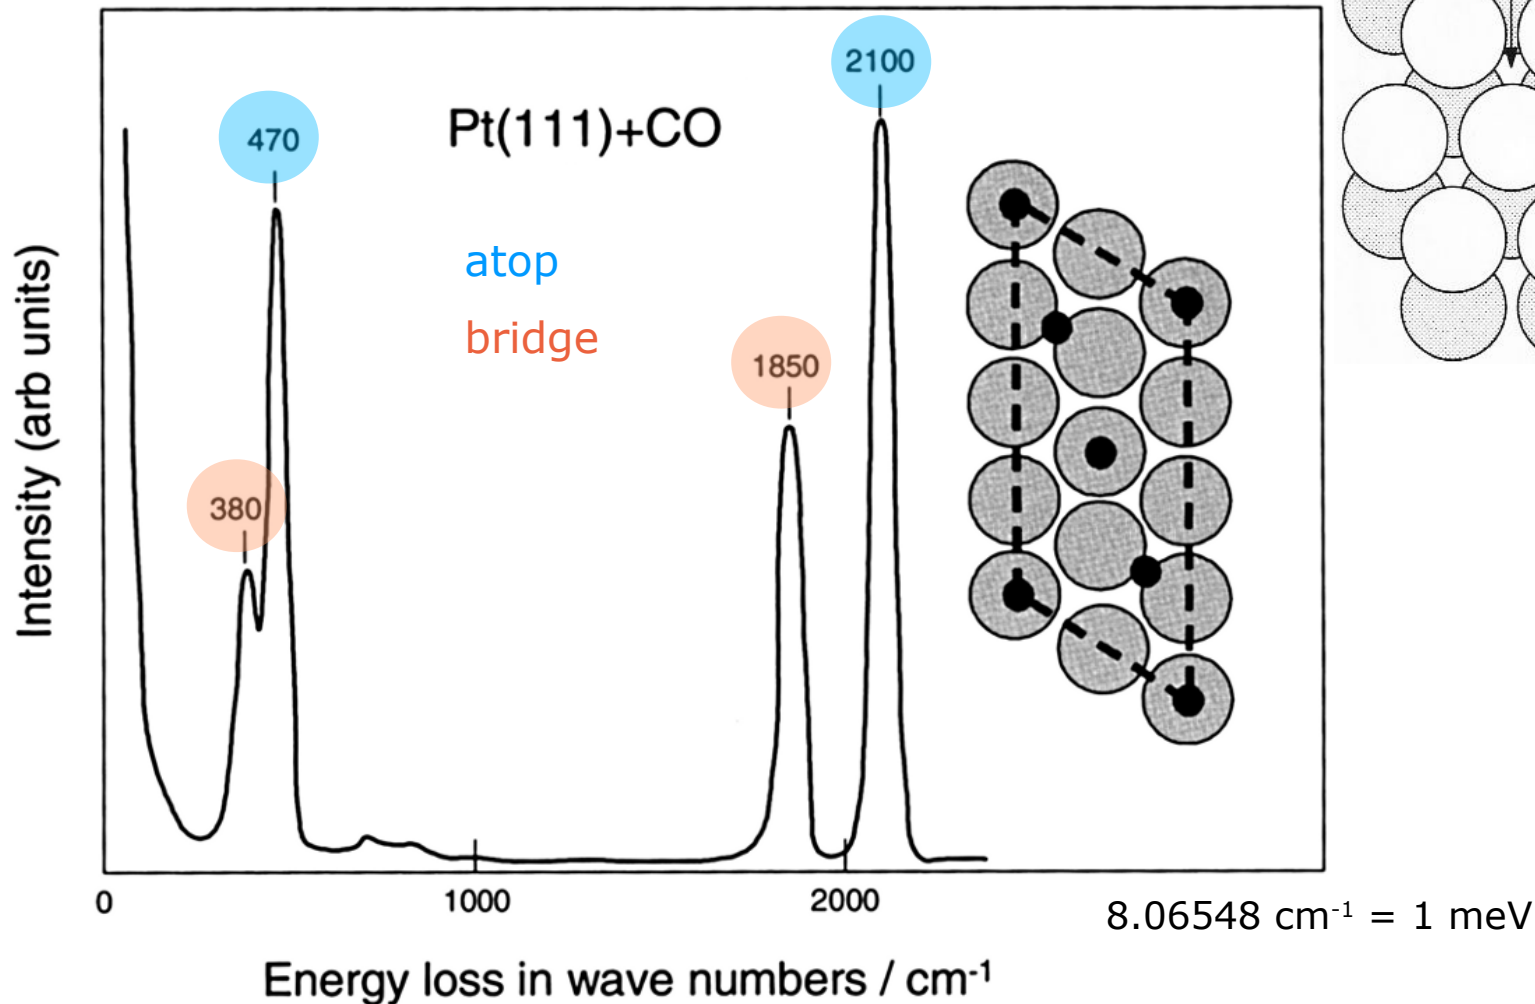 2100
470
Pt(111)+CO
atop
bridge
1850
380
Intensity (arb units)
0
1000
2000
8.06548 cm⁻¹ = 1 meV
Energy loss in wave numbers / cm⁻¹